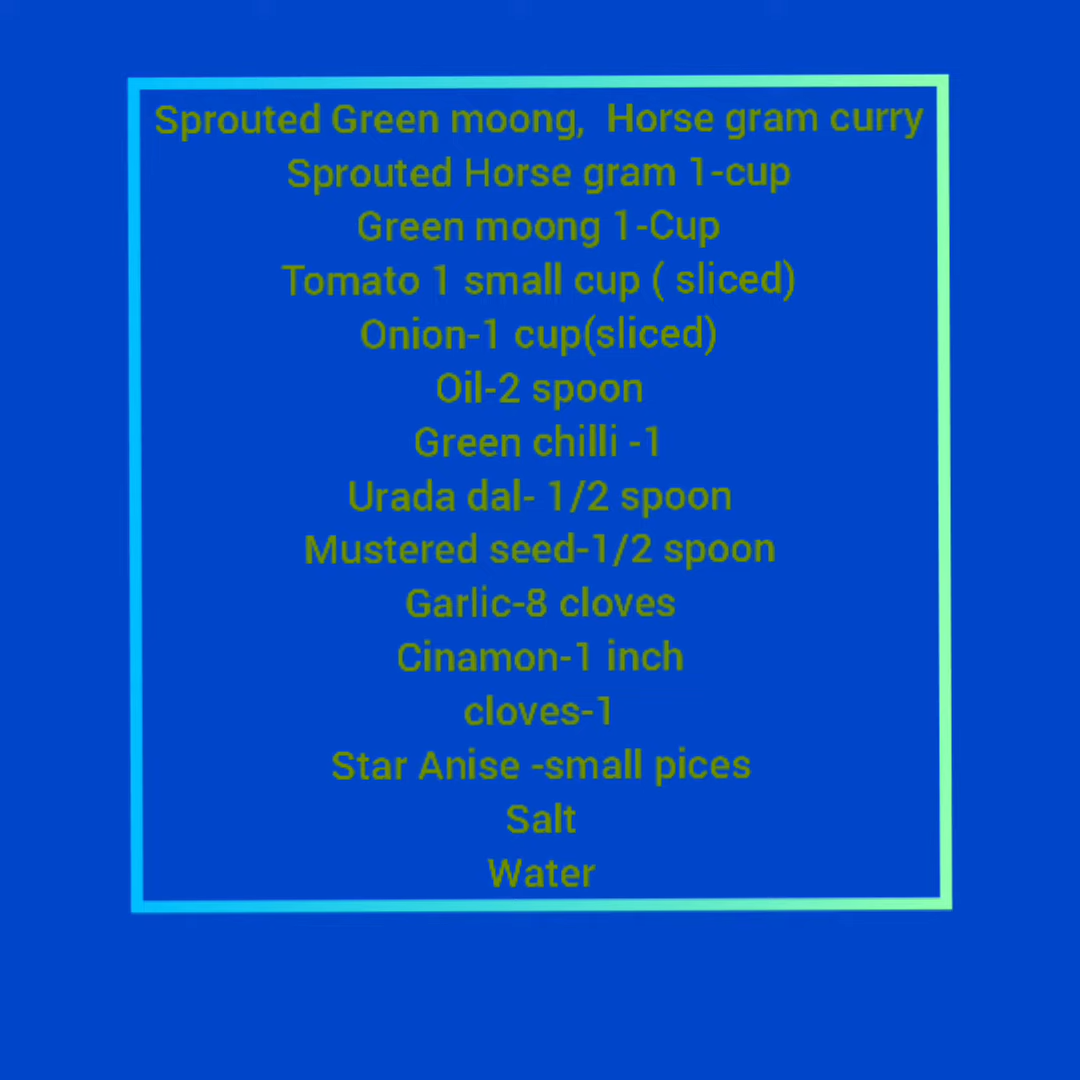 Sprouted Green moong,  Horse gram curry
Sprouted Horse gram 1-cup
Green moong 1-Cup
Tomato 1 small cup ( sliced)
Onion-1 cup(sliced)
Oil-2 spoon
Green chilli -1
Urada dal- 1/2 spoon
Mustered seed-1/2 spoon
Garlic-8 cloves
Cinamon-1 inch
cloves-1
Star Anise -small pices
Salt
Water